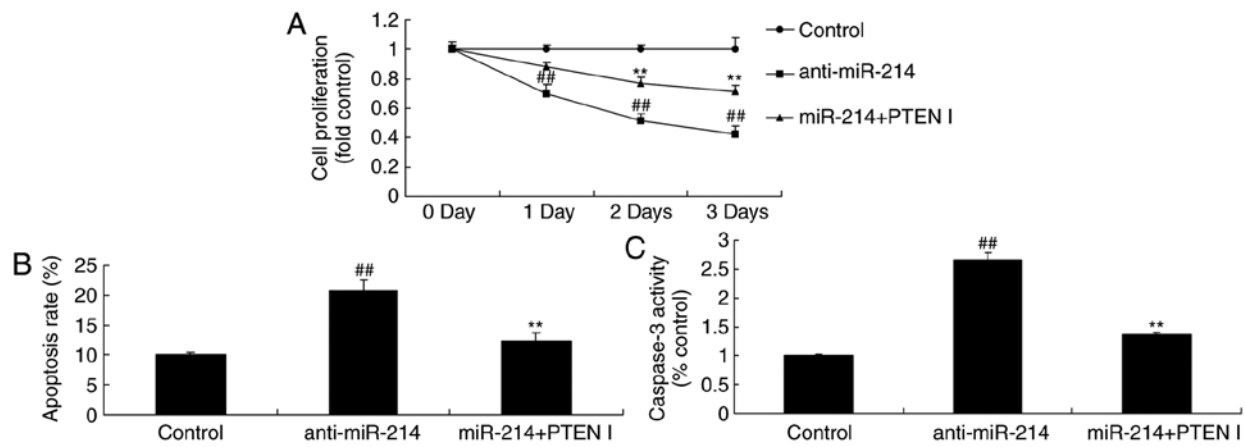 A
Cell proliferation
(fold control)
1.2
1
0.8
0.6
0.4
0.2
0
##
**
##
**
##
0 Day 1 Day 2 Days 3 Days
Control
anti-miR-214
miR-214+PTEN I
B
Apoptosis rate (%)
25
20
15
10
5
0
##
**
Control anti-miR-214 miR-214+PTEN I
C
Caspase-3 activity
(% control)
3
2.5
2
1.5
1
0.5
0
##
**
Control anti-miR-214 miR-214+PTEN I